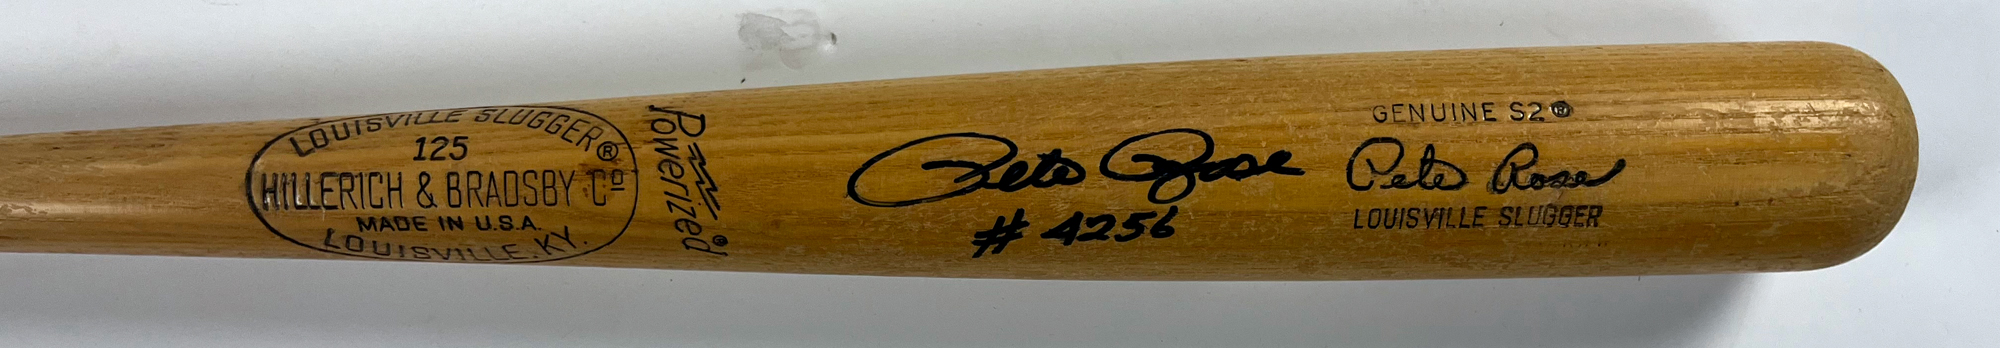 LOUISVILLE SLUGGER®
125
HILLERICH & BRADSBY Cº
MADE IN U.S.A.
LOUISVILLE, KY.
Powerized®
Pete Rose
# 4256
GENUINE S2®
Pete Rose
LOUISVILLE SLUGGER